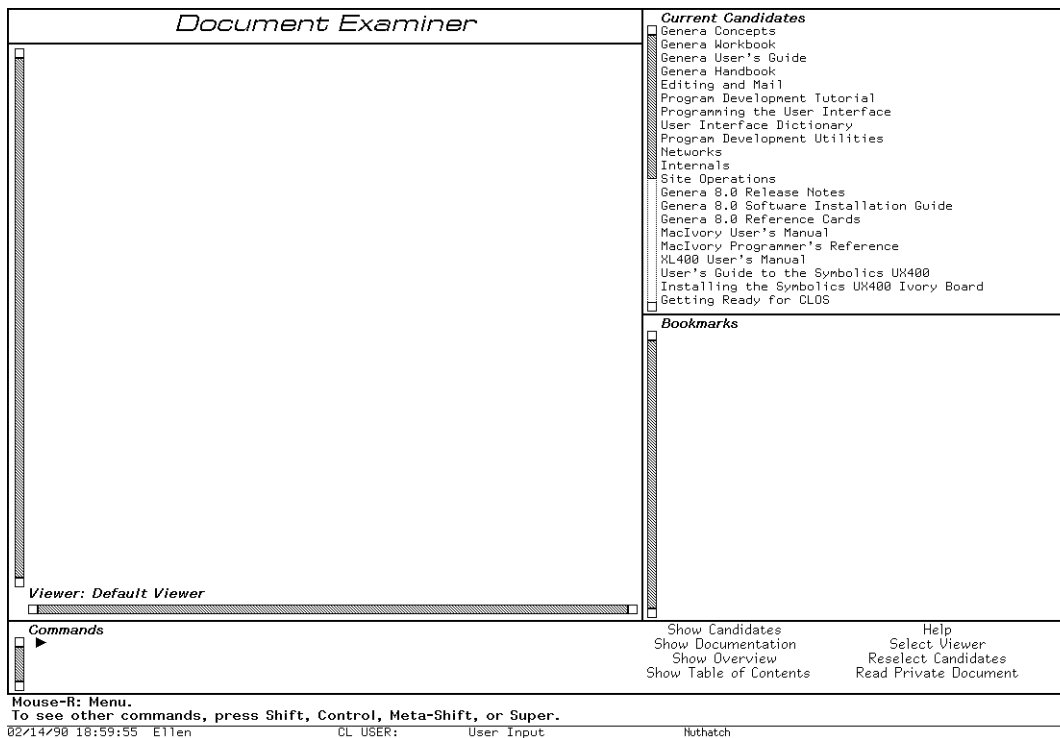 Document Examiner
Current Candidates
Genera Concepts
Genera Workbook
Genera User's Guide
Genera Handbook
Editing and Mail
Program Development Tutorial
Programming the User Interface
User Interface Dictionary
Program Development Utilities
Networks
Internals
Site Operations
Genera 8.0 Release Notes
Genera 8.0 Software Installation Guide
Genera 8.0 Reference Cards
MacIvory User's Manual
MacIvory Programmer's Reference
XL400 User's Manual
User's Guide to the Symbolics UX400
Installing the Symbolics UX400 Ivory Board
Getting Ready for CLOS
Bookmarks
Viewer: Default Viewer
Commands
Show Candidates Help
Show Documentation Select Viewer
Show Overview Reselect Candidates
Show Table of Contents Read Private Document
Mouse-R: Menu.
To see other commands, press Shift, Control, Meta-Shift, or Super.
02/14/90 18:59:55 Ellen CL USER: User Input Nuthatch